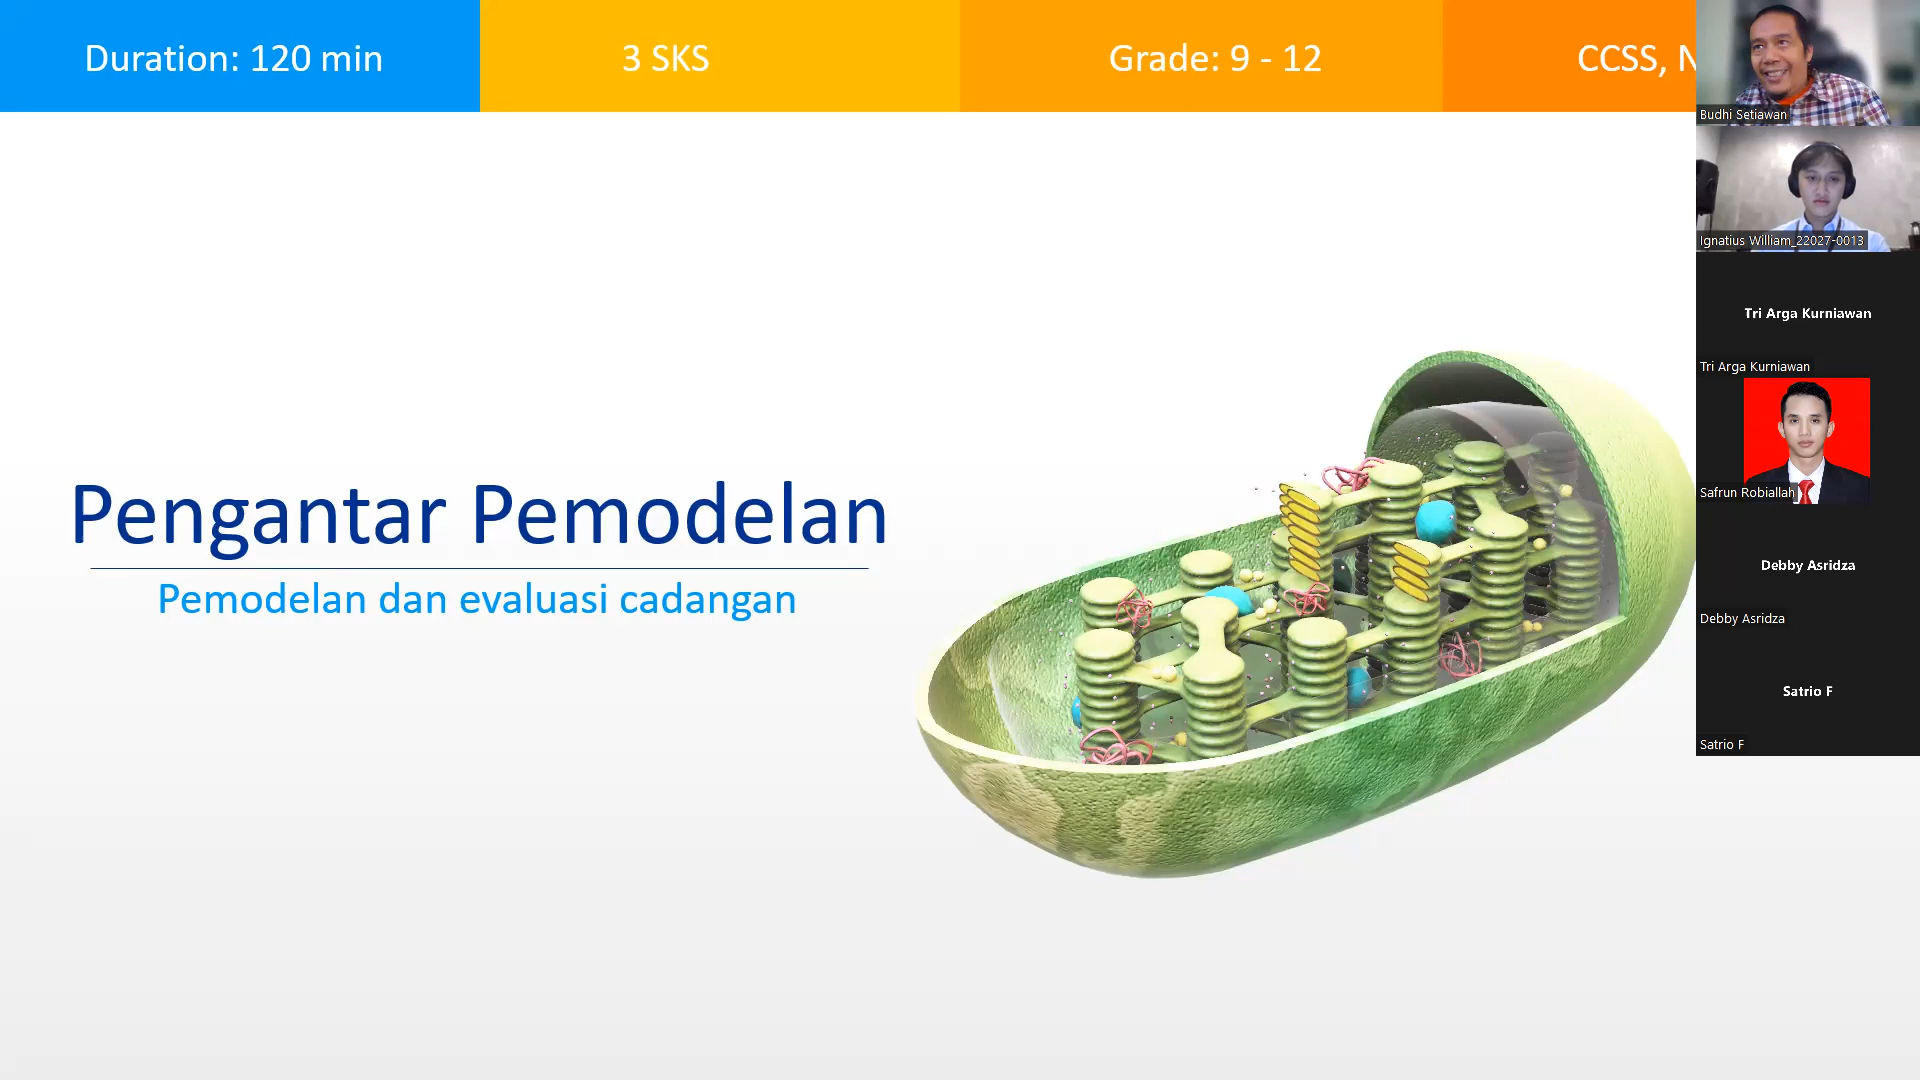 Duration: 120 min
3 SKS
Grade: 9 - 12
CCSS, N
Pengantar Pemodelan
Pemodelan dan evaluasi cadangan
Budhi Setiawan
Ignatius William_22027-0013
Tri Arga Kurniawan
Tri Arga Kurniawan
Safrun Robiallah
Debby Asridza
Debby Asridza
Satrio F
Satrio F